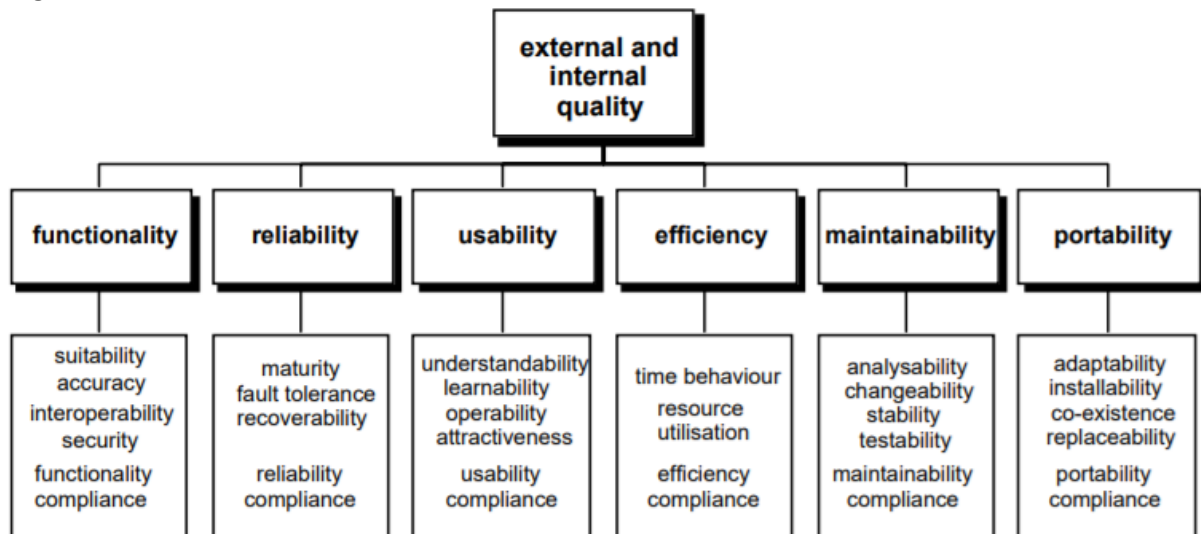 external and
internal
quality
functionality
reliability
usability
efficiency
maintainability
portability
suitability
accuracy
interoperability
security
functionality
compliance
maturity
fault tolerance
recoverability
reliability
compliance
understandability
learnability
operability
attractiveness
usability
compliance
time behaviour
resource
utilisation
efficiency
compliance
analysability
changeability
stability
testability
maintainability
compliance
adaptability
installability
co-existence
replaceability
portability
compliance